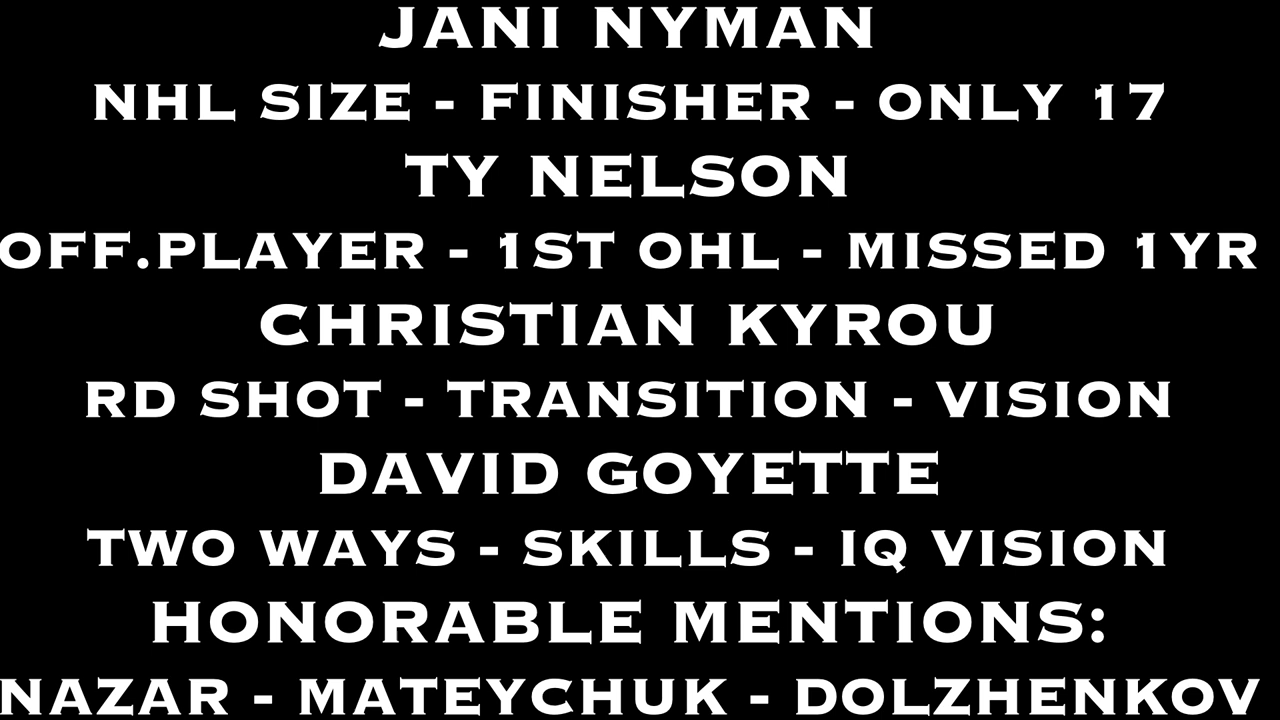 JANI NYMAN
NHL SIZE - FINISHER - ONLY 17
TY NELSON
OFF.PLAYER - 1ST OHL - MISSED 1YR
CHRISTIAN KYROU
RD SHOT - TRANSITION - VISION
DAVID GOYETTE
TWO WAYS - SKILLS - IQ VISION
HONORABLE MENTIONS:
NAZAR - MATEYCHUK - DOLZHENKOV